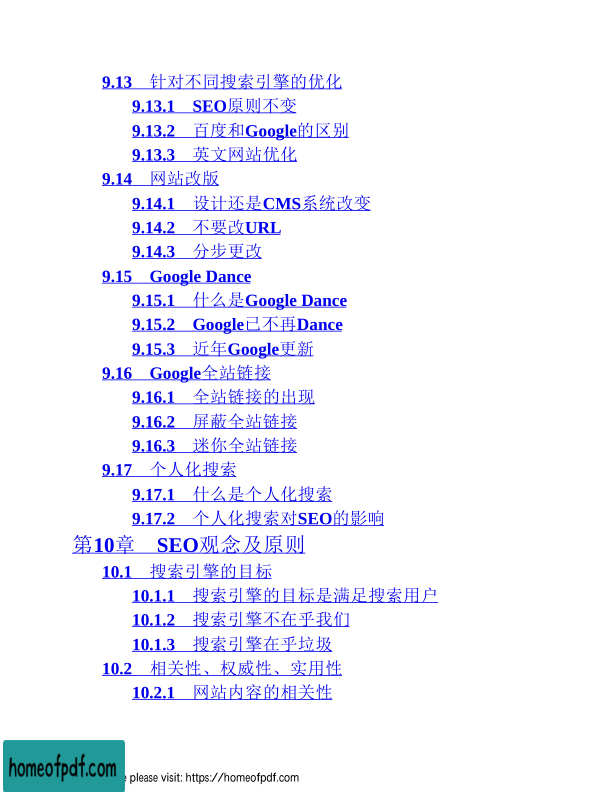 9.13 针对不同搜索引擎的优化
9.13.1 SEO原则不变
9.13.2 百度和Google的区别
9.13.3 英文网站优化
9.14 网站改版
9.14.1 设计还是CMS系统改变
9.14.2 不要改URL
9.14.3 分步更改
9.15 Google Dance
9.15.1 什么是Google Dance
9.15.2 Google已不再Dance
9.15.3 近年Google更新
9.16 Google全站链接
9.16.1 全站链接的出现
9.16.2 屏蔽全站链接
9.16.3 迷你全站链接
9.17 个人化搜索
9.17.1 什么是个人化搜索
9.17.2 个人化搜索对SEO的影响
第10章 SEO观念及原则
10.1 搜索引擎的目标
10.1.1 搜索引擎的目标是满足搜索用户
10.1.2 搜索引擎不在乎我们
10.1.3 搜索引擎在乎垃圾
10.2 相关性、权威性、实用性
10.2.1 网站内容的相关性
homeofpdf.com
please visit: https://homeofpdf.com